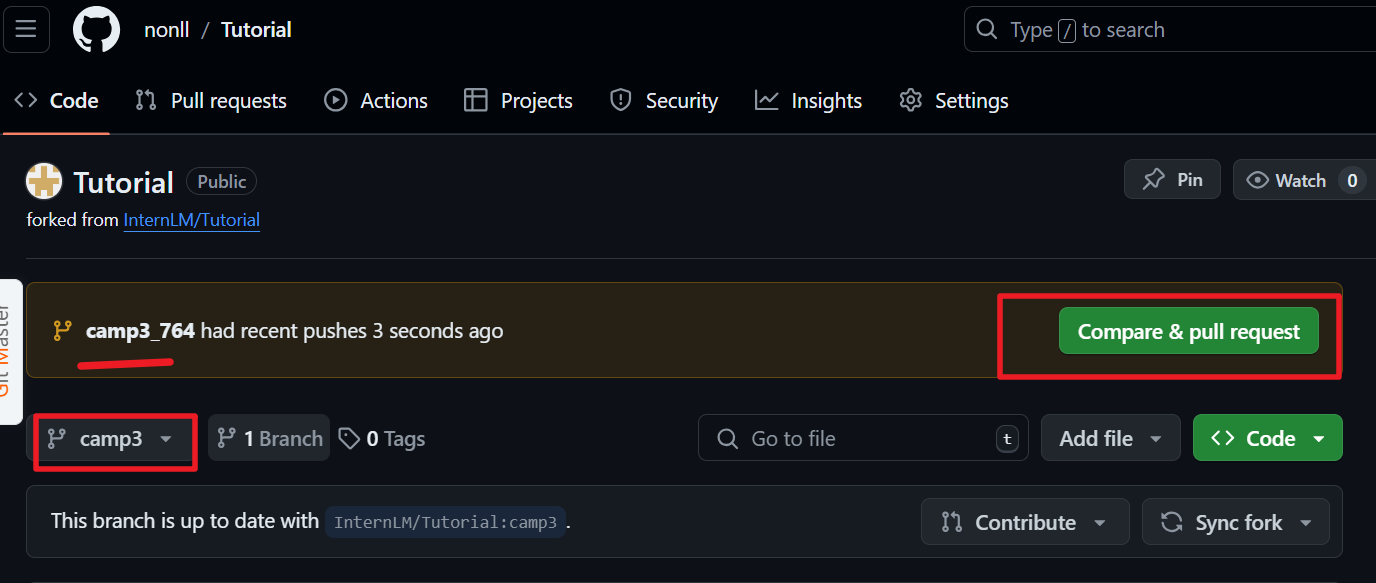 nonll / Tutorial
Type / to search
Code Pull requests Actions Projects Security Insights Settings
Tutorial Public
Pin
Watch 0
forked from InternLM/Tutorial
Git Master
camp3_764 had recent pushes 3 seconds ago
Compare & pull request
camp3
1 Branch
0 Tags
Go to file t
Add file
Code
This branch is up to date with InternLM/Tutorial:camp3 .
Contribute
Sync fork